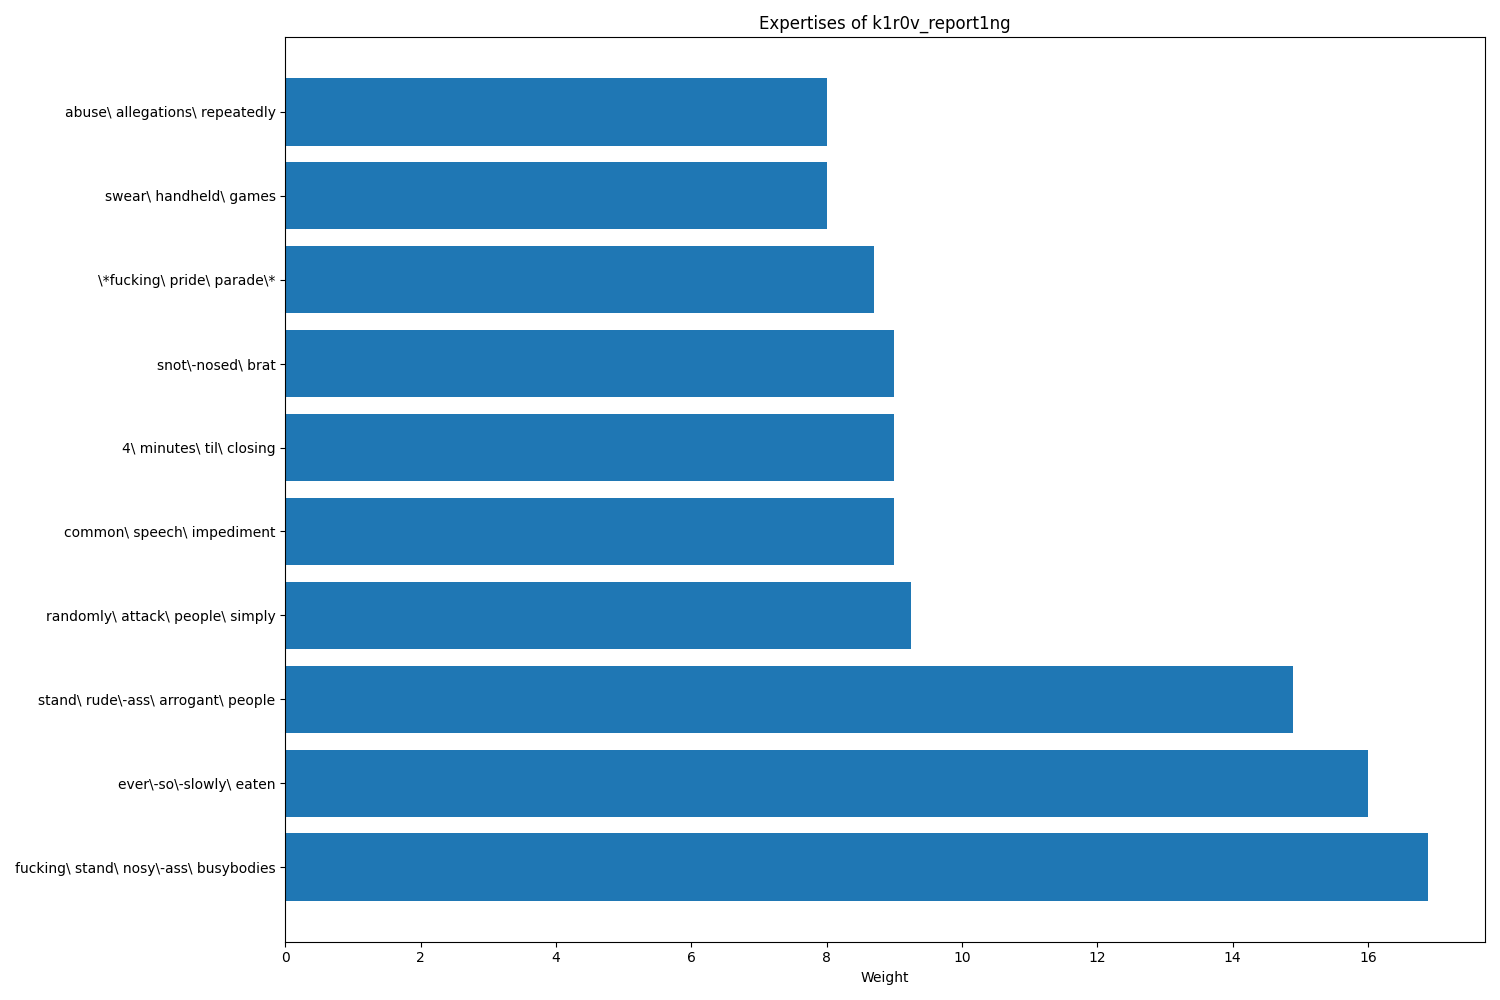 Expertises of k1r0v_report1ng
abuse\ allegations\ repeatedly
swear\ handheld\ games
\*fucking\ pride\ parade\*
snot\-nosed\ brat
4\ minutes\ til\ closing
common\ speech\ impediment
randomly\ attack\ people\ simply
stand\ rude\-ass\ arrogant\ people
ever\-so\-slowly\ eaten
fucking\ stand\ nosy\-ass\ busybodies
0 2 4 6 8 10 12 14 16
Weight